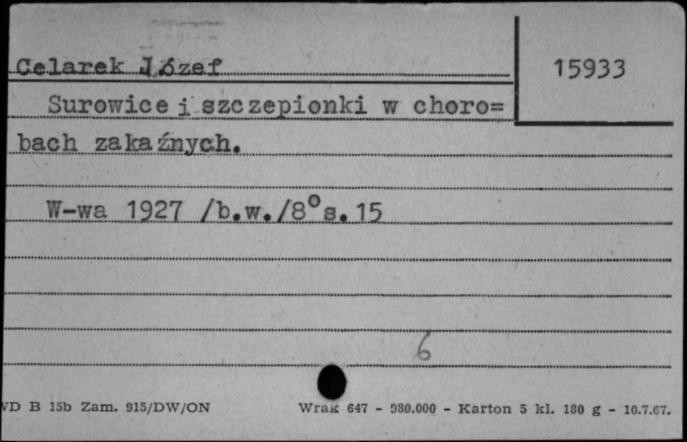 Celarek Józef
15933
Surowice i szczepionki w choro=
bach zakaźnych.
W-wa 1927 /b.w./8° s. 15
6
VD B 15b Zam. 915/DW/ON Wrak 647 - 980.000 - Karton 5 kl. 180 g - 10.7.67.